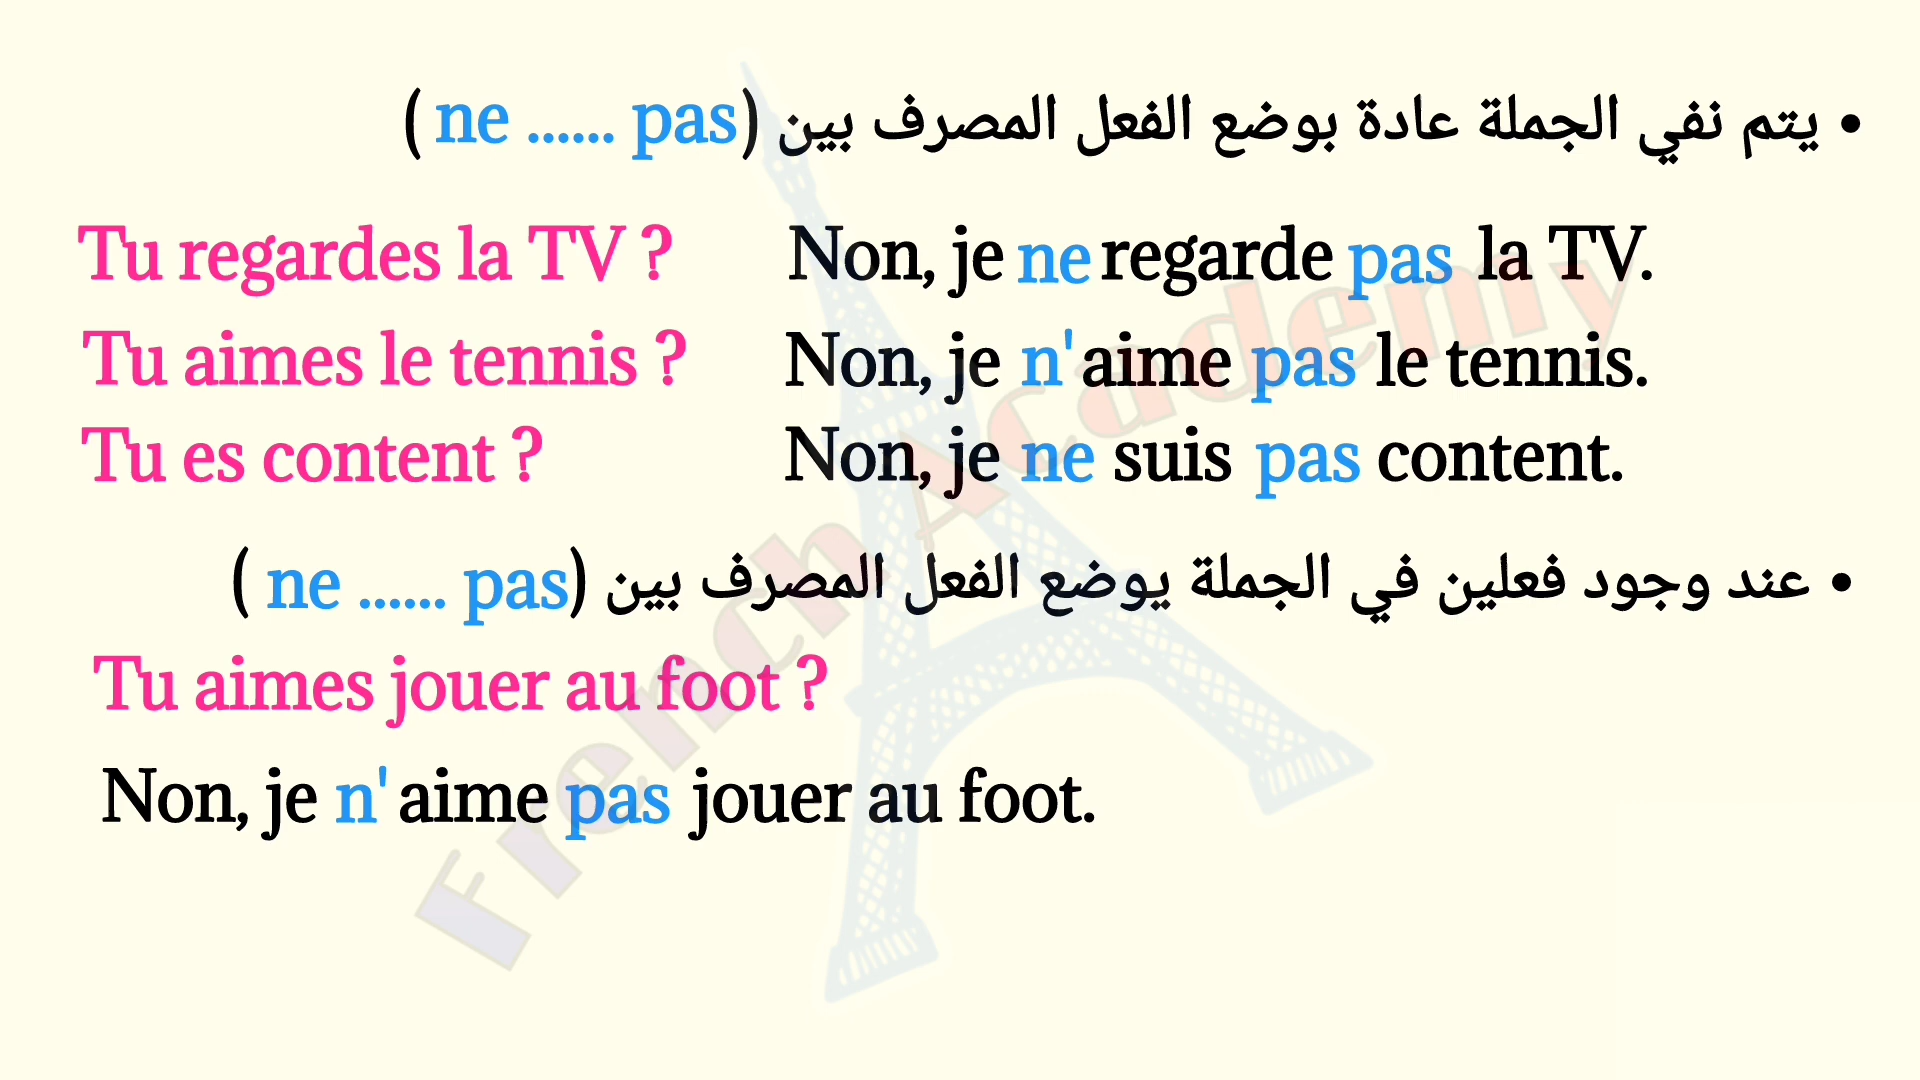 • يتم نفي الجملة عادة بوضع الفعل المصرف بين (ne ...... pas)
Tu regardes la TV ? Non, je ne regarde pas la TV.
Tu aimes le tennis ? Non, je n'aime pas le tennis.
Tu es content ? Non, je ne suis pas content.
• عند وجود فعلين في الجملة يوضع الفعل المصرف بين (ne ...... pas)
Tu aimes jouer au foot ?
Non, je n'aime pas jouer au foot.
French Academy